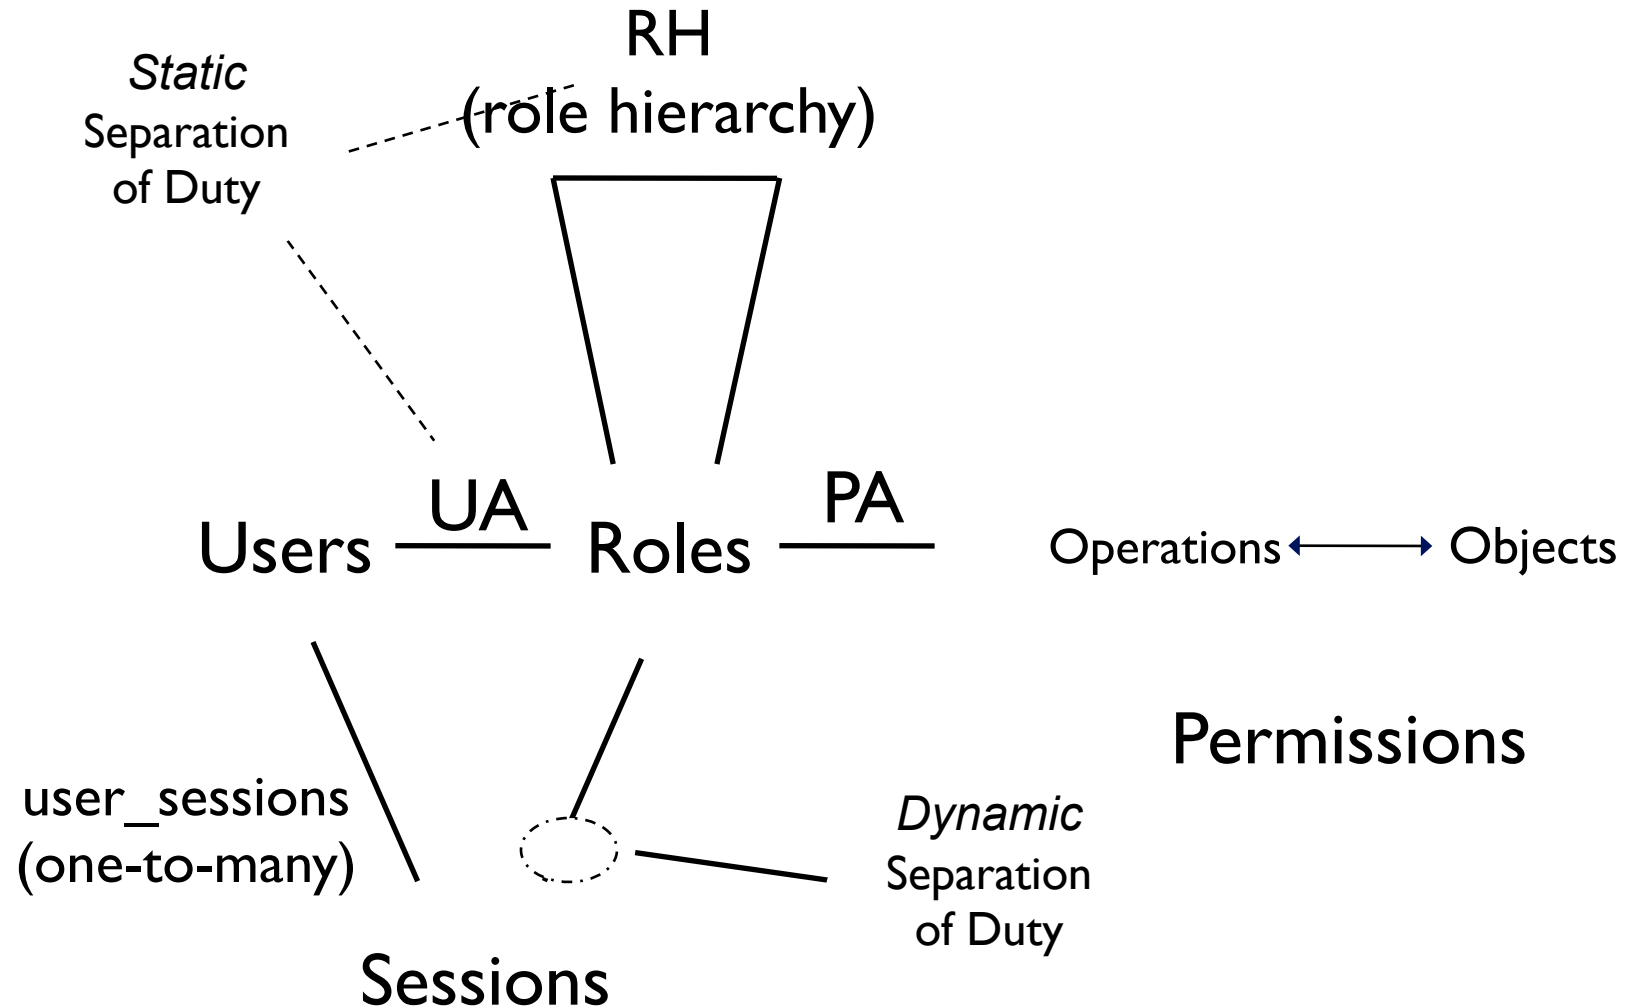 RH
(role hierarchy)
Static
Separation
of Duty
UA
PA
Users
Roles
Operations
Objects
Permissions
user_sessions
(one-to-many)
Dynamic
Separation
of Duty
Sessions